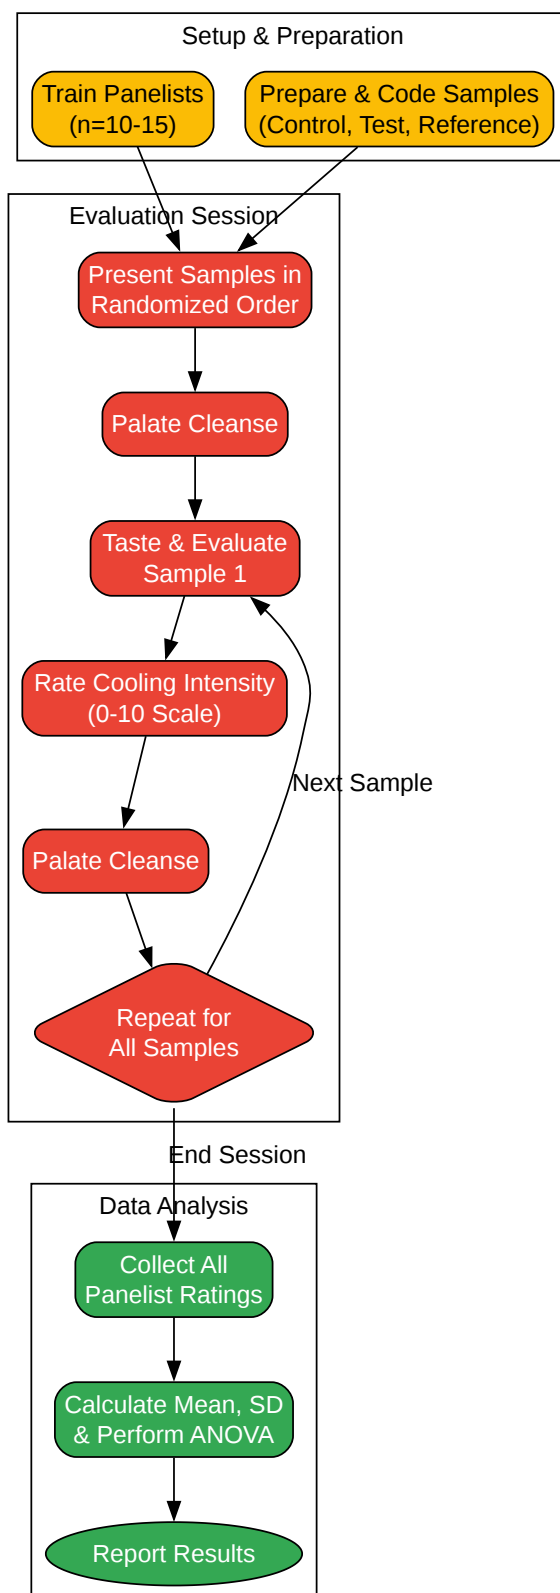 Setup & Preparation
Train Panelists
(n=10-15)
Prepare & Code Samples
(Control, Test, Reference)
Evaluation Session
Present Samples in
Randomized Order
Palate Cleanse
Taste & Evaluate
Sample 1
Rate Cooling Intensity
(0-10 Scale)
Next Sample
Palate Cleanse
Repeat for
All Samples
End Session
Data Analysis
Collect All
Panelist Ratings
Calculate Mean, SD
& Perform ANOVA
Report Results